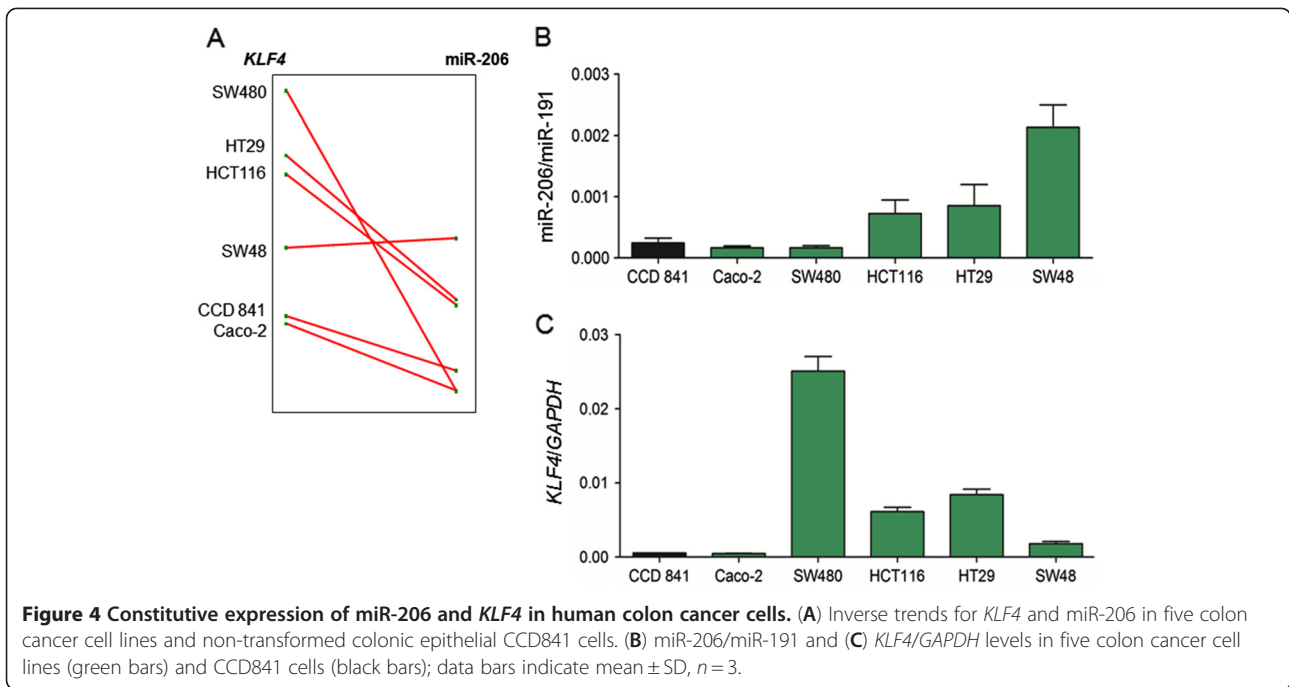 A
KLF4 miR-206
SW480
HT29
HCT116
SW48
CCD 841
Caco-2
B
miR-206/miR-191
0.003
0.002
0.001
0.000
CCD 841 Caco-2 SW480 HCT116 HT29 SW48
C
KLF4/GAPDH
0.03
0.02
0.01
0.00
CCD 841 Caco-2 SW480 HCT116 HT29 SW48
Figure 4 Constitutive expression of miR-206 and KLF4 in human colon cancer cells. (A) Inverse trends for KLF4 and miR-206 in five colon
cancer cell lines and non-transformed colonic epithelial CCD841 cells. (B) miR-206/miR-191 and (C) KLF4/GAPDH levels in five colon cancer cell
lines (green bars) and CCD841 cells (black bars); data bars indicate mean ± SD, n = 3.